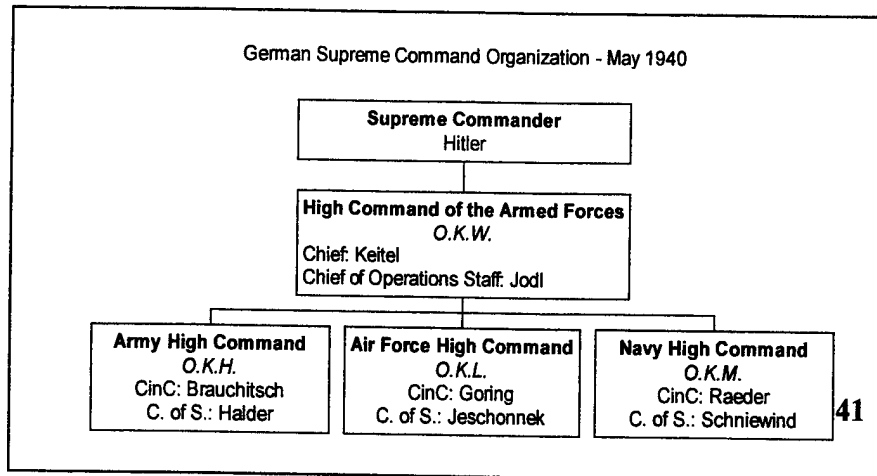 German Supreme Command Organization - May 1940
Supreme Commander
Hitler
High Command of the Armed Forces
O.K.W.
Chief: Keitel
Chief of Operations Staff: Jodl
Army High Command
O.K.H.
CinC: Brauchitsch
C. of S.: Halder
Air Force High Command
O.K.L.
CinC: Goring
C. of S.: Jeschonnek
Navy High Command
O.K.M.
CinC: Raeder
C. of S.: Schniewind
41